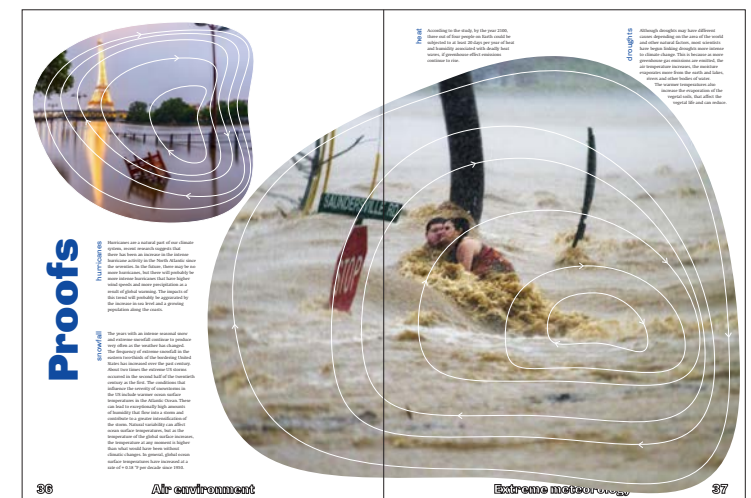 Proofs
hurricanes
Hurricanes are a natural part of our climate
system. recent research suggests that
there has been an increase in the intense
hurricane activity in the North Atlantic since
the seventies. In the future, there may be no
more hurricanes, but there will probably be
more intense hurricanes that have higher
wind speeds and more precipitation as a
result of global warming. The impacts of
this trend will probably be aggravated by
the increase in sea level and a growing
population along the coasts.
snowfall
The years with an intense seasonal snow
and extreme snowfall continue to produce
very often as the weather has changed.
The frequency of extreme snowfall in the
eastern two-thirds of the bordering United
States has increased over the past century.
About two times the extreme US storms
occurred in the second half of the twentieth
century as the first. The conditions that
influence the severity of snowstorms in
the US include warmer ocean surface
temperatures in the Atlantic Ocean. These
can lead to exceptionally high amounts
of humidity that flow into a storm and
contribute to a greater intensification of
the storm. Natural variability can affect
ocean surface temperatures, but as the
temperature of the global surface increases,
the temperature at any moment is higher
than what would have been without
climatic changes. In general, global ocean
surface temperatures have increased at a
rate of + 0.18 °F per decade since 1950.
36
Air environment
heat
According to the study, by the year 2100,
three out of four people on Earth could be
subjected to at least 20 days per year of heat
and humidity associated with deadly heat
waves, if greenhouse effect emissions
continue to rise.
droughts
Although droughts may have different
causes depending on the area of the world
and other natural factors, most scientists
have begun linking droughts more intense
to climate change. This is because as more
greenhouse gas emissions are emitted, the
air temperature increases, the moisture
evaporates more from the earth and lakes,
rivers and other bodies of water.
The warmer temperatures also
increase the evaporation of the
vegetal soils, that affect the
vegetal life and can reduce
SAUNDERSVILLE RD
STOP
Extreme meteorology
37